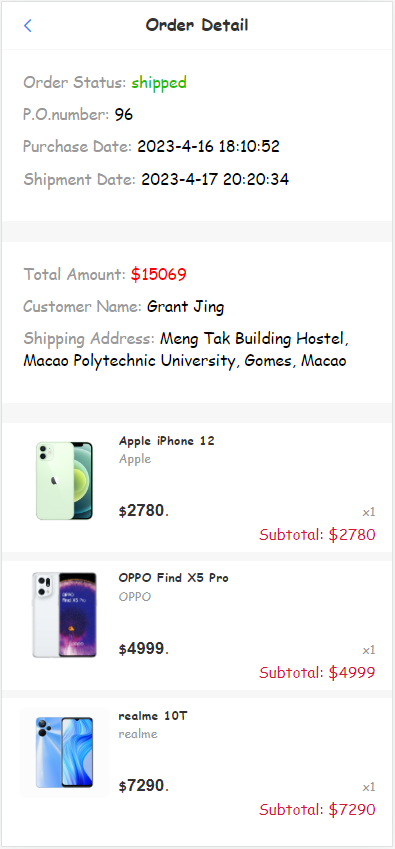 Order Detail
Order Status: shipped
P.O.number: 96
Purchase Date: 2023-4-16 18:10:52
Shipment Date: 2023-4-17 20:20:34
Total Amount: $15069
Customer Name: Grant Jing
Shipping Address: Meng Tak Building Hostel,
Macao Polytechnic University, Gomes, Macao
Apple iPhone 12
Apple
$2780.
x1
Subtotal: $2780
OPPO Find X5 Pro
OPPO
$4999.
x1
Subtotal: $4999
realme 10T
realme
$7290.
x1
Subtotal: $7290